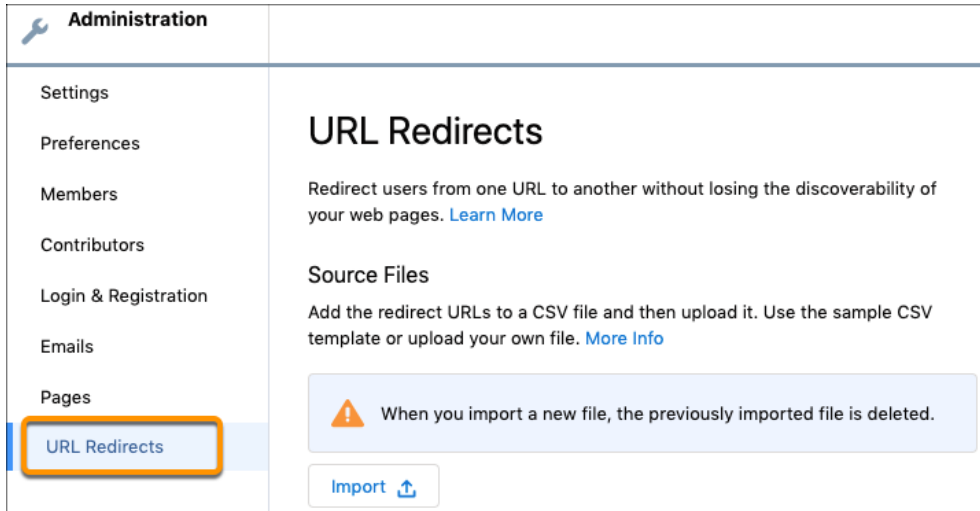 Administration
Settings
Preferences
Members
Contributors
Login & Registration
Emails
Pages
URL Redirects
URL Redirects
Redirect users from one URL to another without losing the discoverability of
your web pages. Learn More
Source Files
Add the redirect URLs to a CSV file and then upload it. Use the sample CSV
template or upload your own file. More Info
When you import a new file, the previously imported file is deleted.
Import